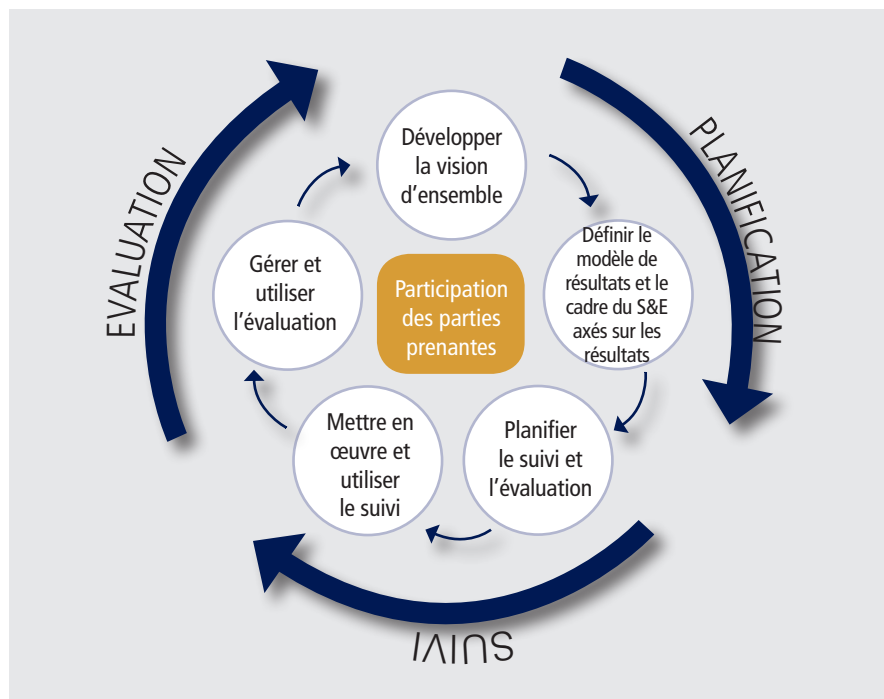 Développer
la vision
d'ensemble
PLANIFICATION
Définir le
modèle de
résultats et le
cadre du S&E
axés sur les
résultats
Planifier
le suivi et
l'évaluation
SUIVI
Mettre en
œuvre et
utiliser
le suivi
Gérer et
utiliser
l'évaluation
EVALUATION
Participation
des parties
prenantes